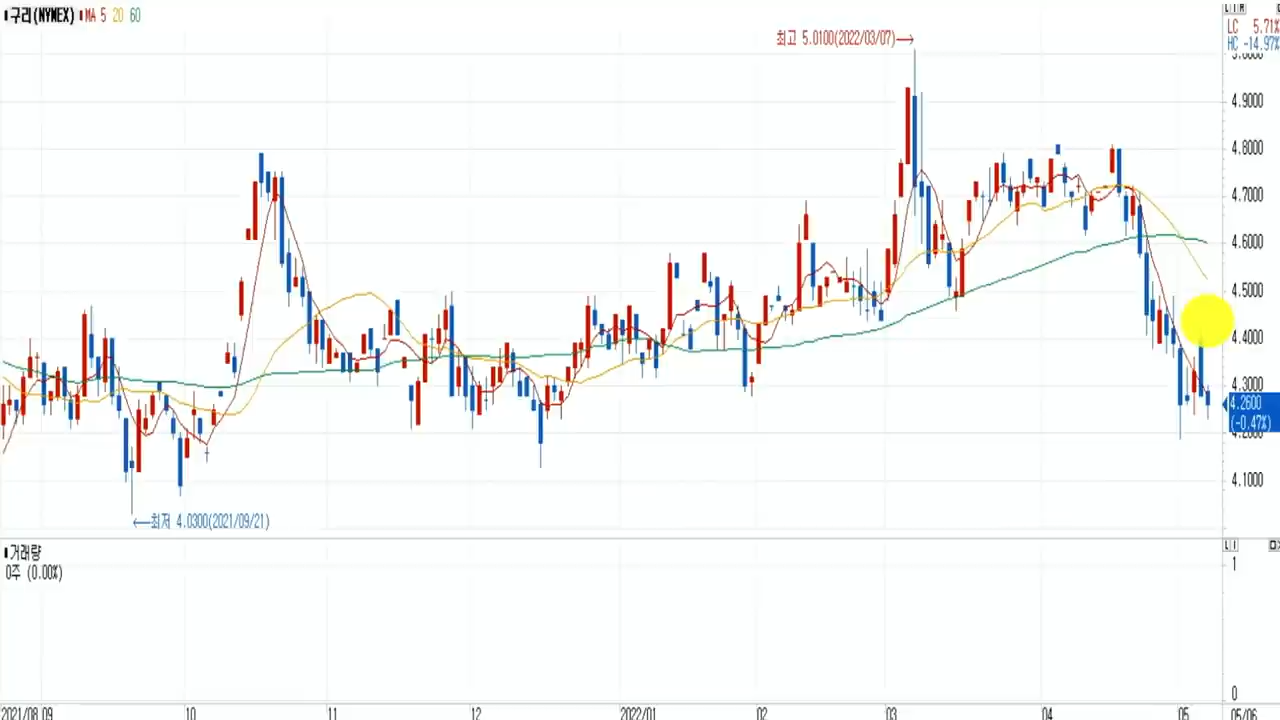 구리(NYMEX) MA 5 20 60
LC 5.71%
HC -14.97%
최고 5.0100(2022/03/07)→
4.9000
4.8000
4.7000
4.6000
4.5000
4.4000
4.3000
4.2600
(-0.47%)
4.1000
←최저 4.0300(2021/09/21)
거래량
0주 (0.00%)
1
0
2021/08 09 10 11 12 2022/01 02 03 04 05 05/06